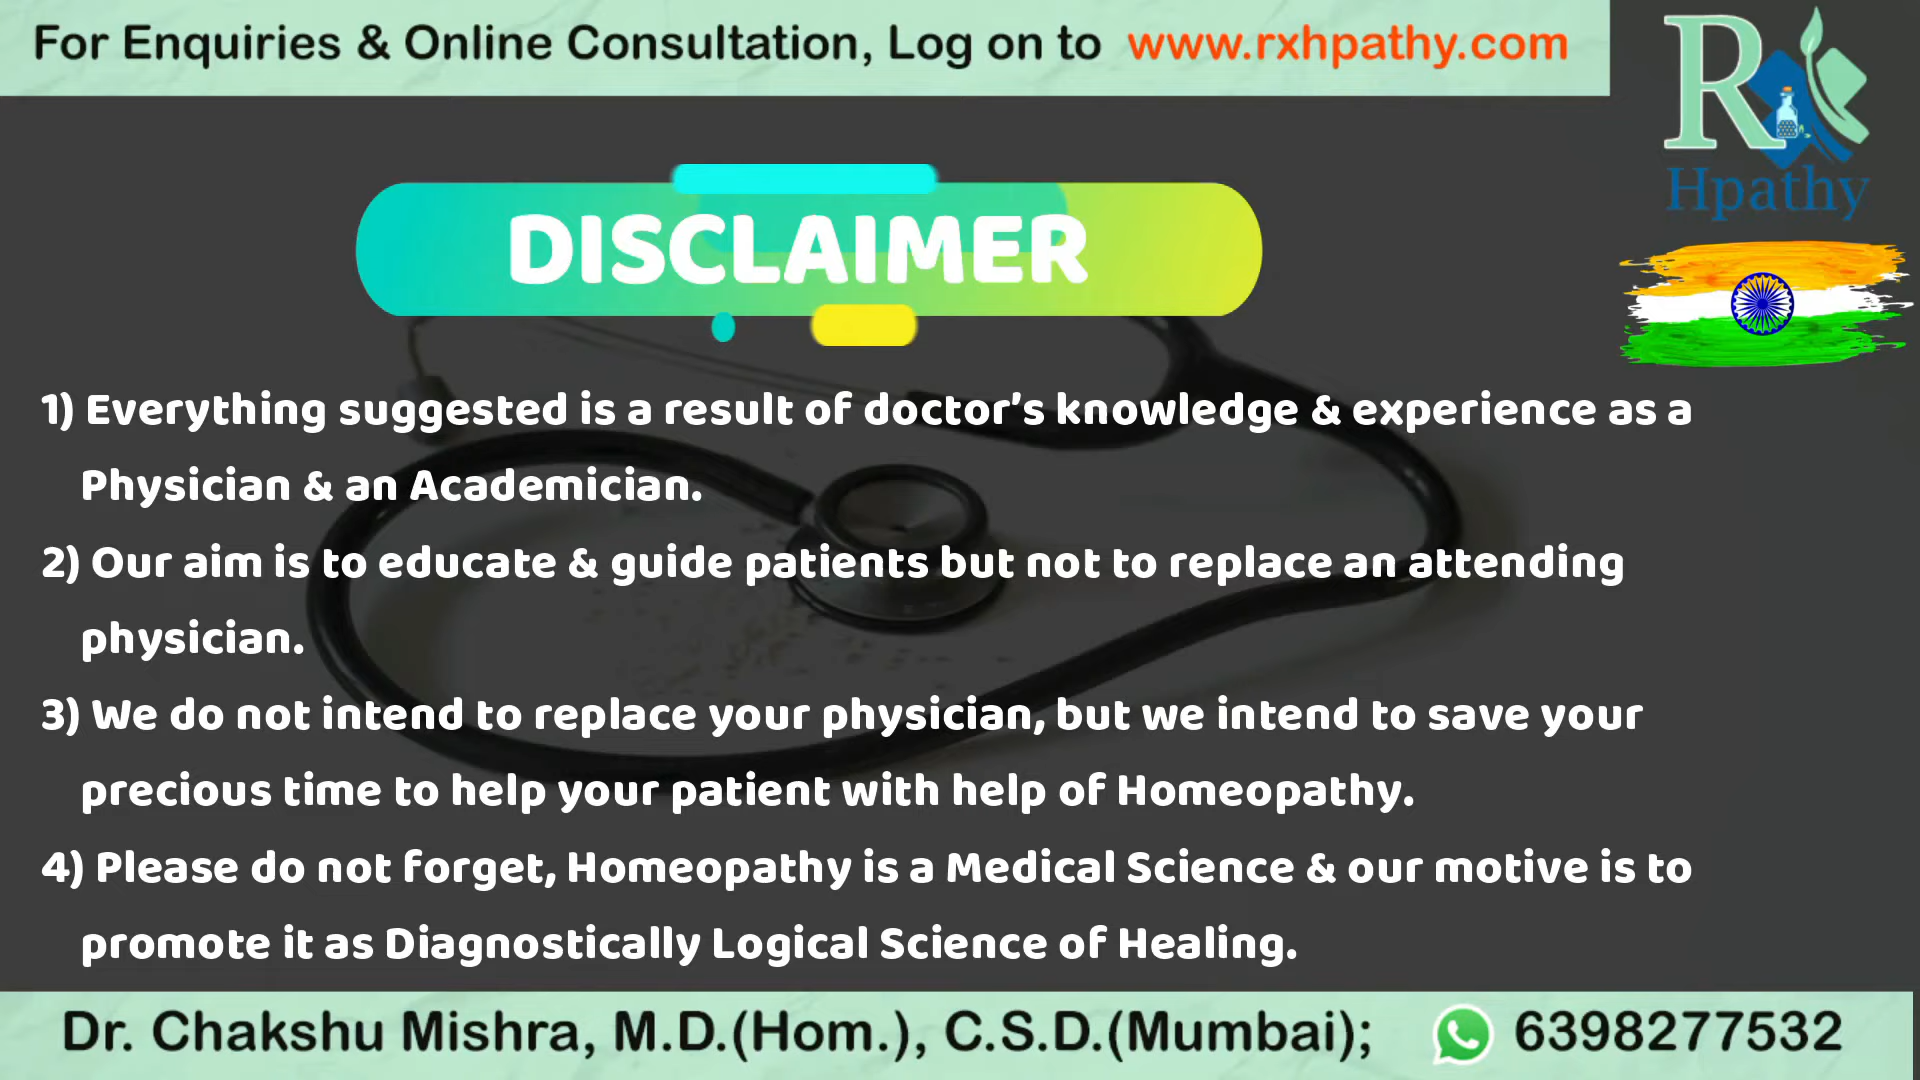 For Enquiries & Online Consultation, Log on to www.rxhpathy.com
Rx
Hpathy
DISCLAIMER
1) Everything suggested is a result of doctor's knowledge & experience as a
Physician & an Academician.
2) Our aim is to educate & guide patients but not to replace an attending
physician.
3) We do not intend to replace your physician, but we intend to save your
precious time to help your patient with help of Homeopathy.
4) Please do not forget, Homeopathy is a Medical Science & our motive is to
promote it as Diagnostically Logical Science of Healing.
Dr. Chakshu Mishra, M.D.(Hom.), C.S.D.(Mumbai); 6398277532